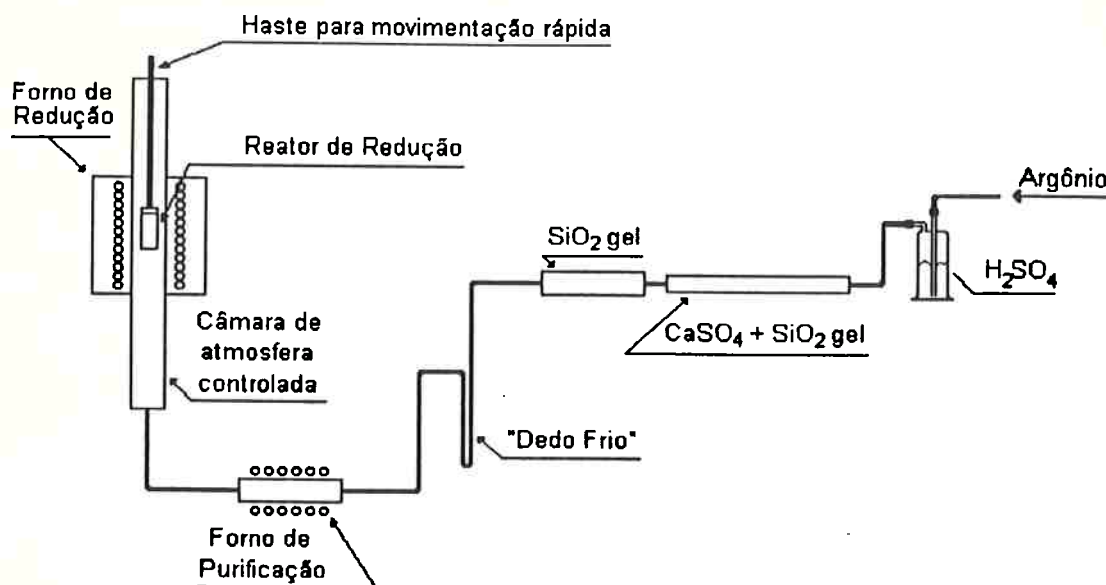 Haste para movimentação rápida
Forno de
Redução
Reator de Redução
Argônio
SiO₂ gel
H₂SO₄
CaSO₄ + SiO₂ gel
Câmara de
atmosfera
controlada
"Dedo Frio"
Forno de
Purificação